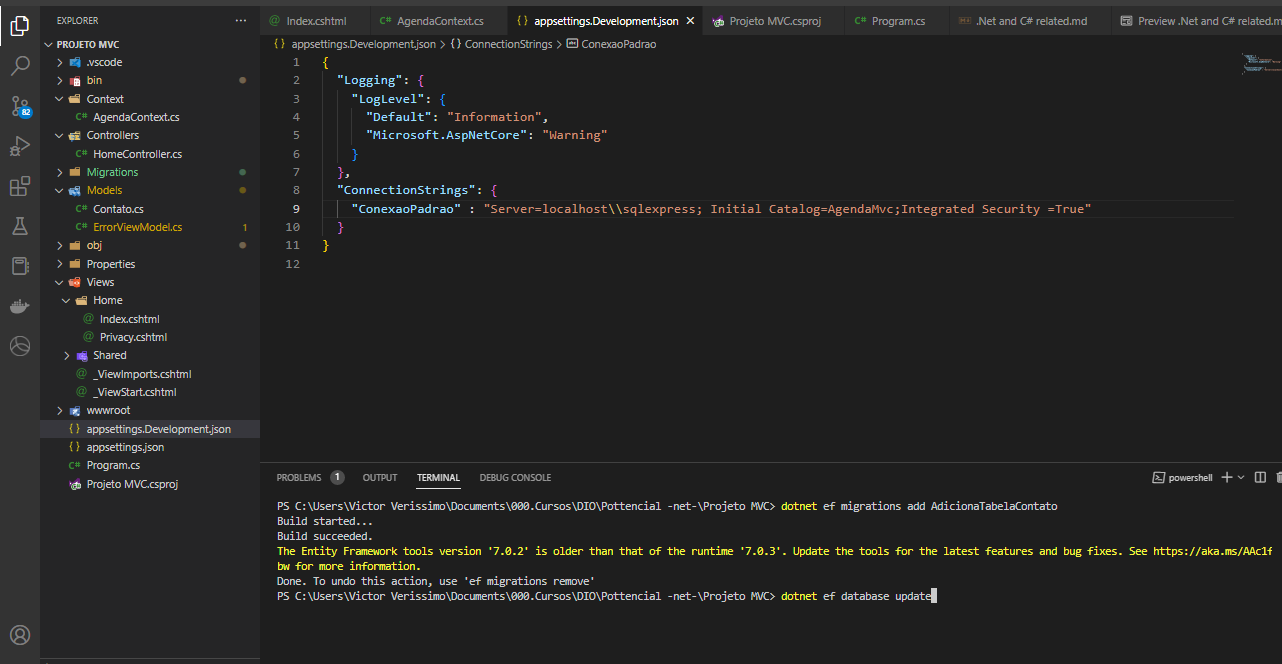 EXPLORER
PROJETO MVC
.vscode
bin
Context
C# AgendaContext.cs
Controllers
C# HomeController.cs
Migrations
Models
C# Contato.cs
C# ErrorViewModel.cs 1
obj
Properties
Views
Home
@ Index.cshtml
@ Privacy.cshtml
Shared
@ _ViewImports.cshtml
@ _ViewStart.cshtml
wwwroot
{} appsettings.Development.json
{} appsettings.json
C# Program.cs
Projeto MVC.csproj
82
@ Index.cshtml
C# AgendaContext.cs
{} appsettings.Development.json
Projeto MVC.csproj
C# Program.cs
.Net and C# related.md
Preview .Net and C# related.m
{} appsettings.Development.json > {} ConnectionStrings > ConexaoPadrao
1 {
2 "Logging": {
3 "LogLevel": {
4 "Default": "Information",
5 "Microsoft.AspNetCore": "Warning"
6 }
7 },
8 "ConnectionStrings": {
9 "ConexaoPadrao" : "Server=localhost\\sqlexpress; Initial Catalog=AgendaMvc;Integrated Security =True"
10 }
11 }
12
PROBLEMS 1 OUTPUT TERMINAL DEBUG CONSOLE
powershell
PS C:\Users\Victor Verissimo\Documents\000.Cursos\DIO\Pottencial -net-\Projeto MVC> dotnet ef migrations add AdicionaTabelaContato
Build started...
Build succeeded.
The Entity Framework tools version '7.0.2' is older than that of the runtime '7.0.3'. Update the tools for the latest features and bug fixes. See https://aka.ms/AAc1f
bw for more information.
Done. To undo this action, use 'ef migrations remove'
PS C:\Users\Victor Verissimo\Documents\000.Cursos\DIO\Pottencial -net-\Projeto MVC> dotnet ef database update